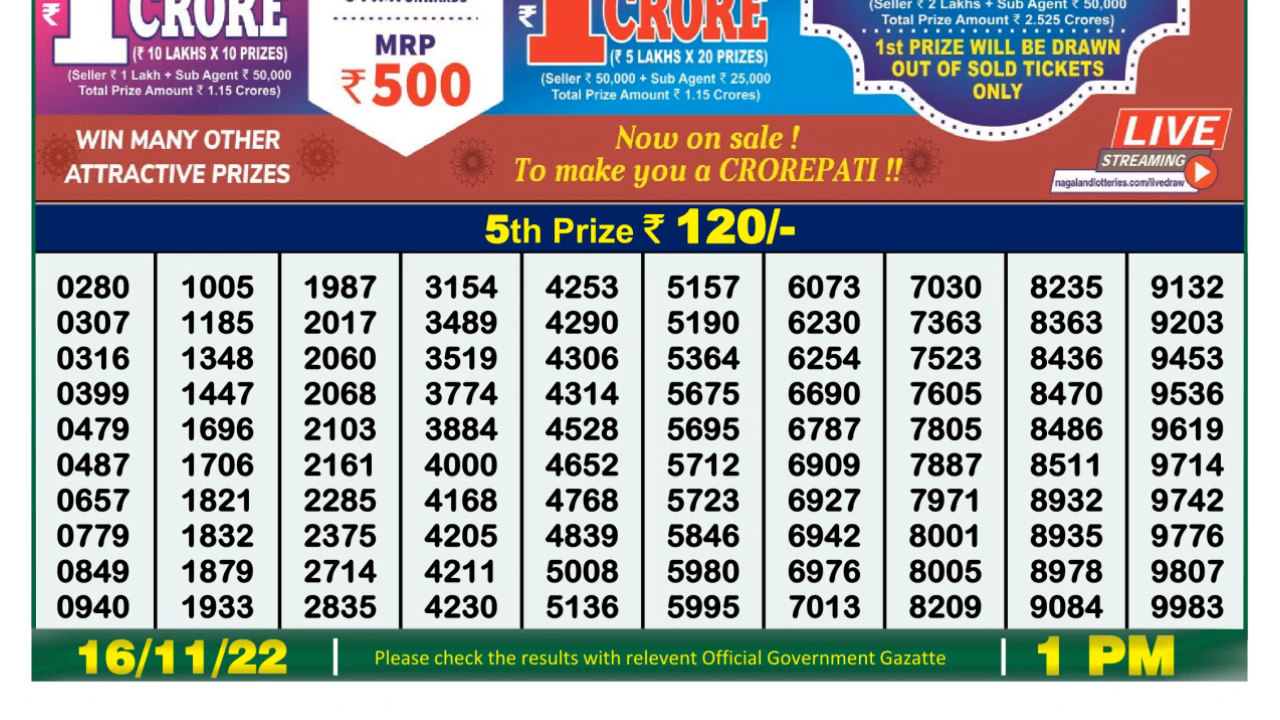 ₹ 1 CRORE
(₹ 10 LAKHS X 10 PRIZES)
(Seller ₹ 1 Lakh + Sub Agent ₹ 50,000
Total Prize Amount ₹ 1.15 Crores)
MRP
₹500
₹ 1 CRORE
(₹ 5 LAKHS X 20 PRIZES)
(Seller ₹ 50,000 + Sub Agent ₹ 25,000
Total Prize Amount ₹ 1.15 Crores)
(Seller ₹ 2 Lakhs + Sub Agent ₹ 50,000
Total Prize Amount ₹ 2.525 Crores)
1st PRIZE WILL BE DRAWN
OUT OF SOLD TICKETS
ONLY
WIN MANY OTHER
ATTRACTIVE PRIZES
Now on sale !
To make you a CROREPATI !!
LIVE
STREAMING
nagalandlotteries.com/livedraw
5th Prize ₹ 120/-
0280 1005 1987 3154 4253 5157 6073 7030 8235 9132
0307 1185 2017 3489 4290 5190 6230 7363 8363 9203
0316 1348 2060 3519 4306 5364 6254 7523 8436 9453
0399 1447 2068 3774 4314 5675 6690 7605 8470 9536
0479 1696 2103 3884 4528 5695 6787 7805 8486 9619
0487 1706 2161 4000 4652 5712 6909 7887 8511 9714
0657 1821 2285 4168 4768 5723 6927 7971 8932 9742
0779 1832 2375 4205 4839 5846 6942 8001 8935 9776
0849 1879 2714 4211 5008 5980 6976 8005 8978 9807
0940 1933 2835 4230 5136 5995 7013 8209 9084 9983
16/11/22 | Please check the results with relevent Official Government Gazatte | 1 PM